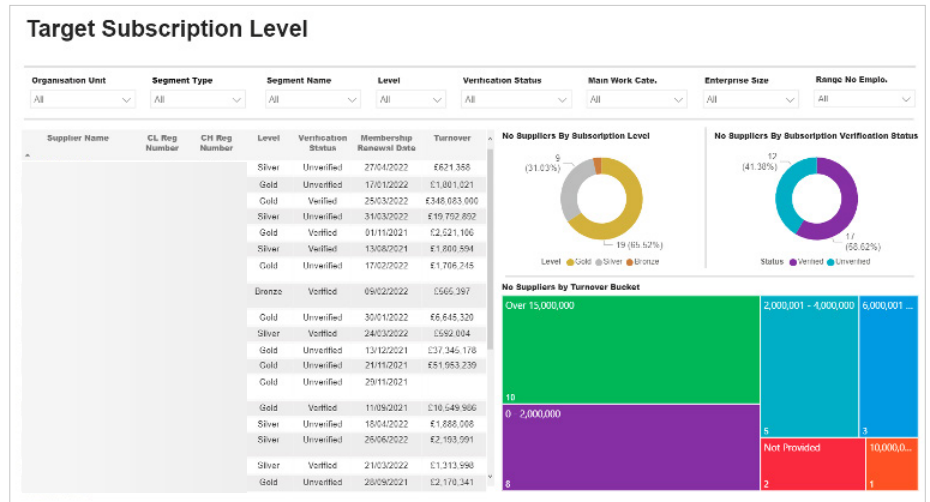 Target Subscription Level
Organisation Unit Segment Type Segment Name Level Verification Status Main Work Cate. Enterprise Size Range No Emplo.
All All All All All All All All
Supplier Name CL Reg Number CH Reg Number Level Verification Status Membership Renewal Date Turnover
Silver Unverified 27/04/2022 £621,358
Gold Unverified 17/01/2022 £1,801,021
Gold Verified 25/03/2022 £348,083,000
Silver Unverified 31/03/2022 £19,792,892
Gold Verified 01/11/2021 £2,521,106
Silver Verified 13/08/2021 £1,800,594
Gold Unverified 17/02/2022 £1,706,245
Bronze Verified 09/02/2022 £565,397
Gold Unverified 30/01/2022 £6,645,320
Silver Verified 24/03/2022 £592,004
Gold Unverified 13/12/2021 £37,345,178
Gold Unverified 21/11/2021 £51,953,239
Gold Unverified 29/11/2021
Gold Verified 11/09/2021 £10,549,986
Silver Unverified 18/04/2022 £1,888,008
Silver Unverified 26/06/2022 £2,193,991
Silver Verified 21/03/2022 £1,313,998
Gold Unverified 28/09/2021 £2,170,341
No Suppliers By Subscription Level
9
(31.03%)
19 (65.52%)
Level Gold Silver Bronze
No Suppliers By Subscription Verification Status
12
(41.38%)
17
(58.62%)
Status Verified Unverified
No Suppliers by Turnover Bucket
Over 15,000,000
10
0 - 2,000,000
8
2,000,001 - 4,000,000
5
6,000,001 ...
3
Not Provided
2
10,000,0...
1